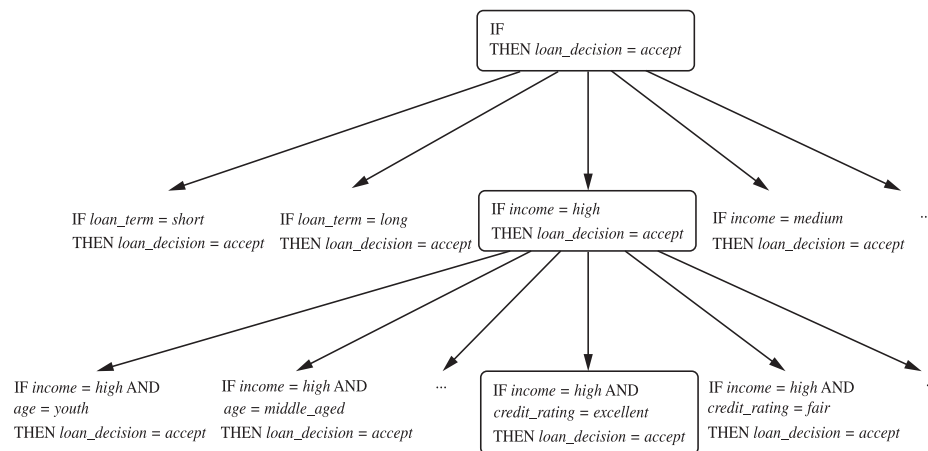 IF
THEN loan_decision = accept
IF loan_term = short
THEN loan_decision = accept
IF loan_term = long
THEN loan_decision = accept
IF income = high
THEN loan_decision = accept
IF income = medium
THEN loan_decision = accept
...
IF income = high AND
age = youth
THEN loan_decision = accept
IF income = high AND
age = middle_aged
THEN loan_decision = accept
...
IF income = high AND
credit_rating = excellent
THEN loan_decision = accept
IF income = high AND
credit_rating = fair
THEN loan_decision = accept